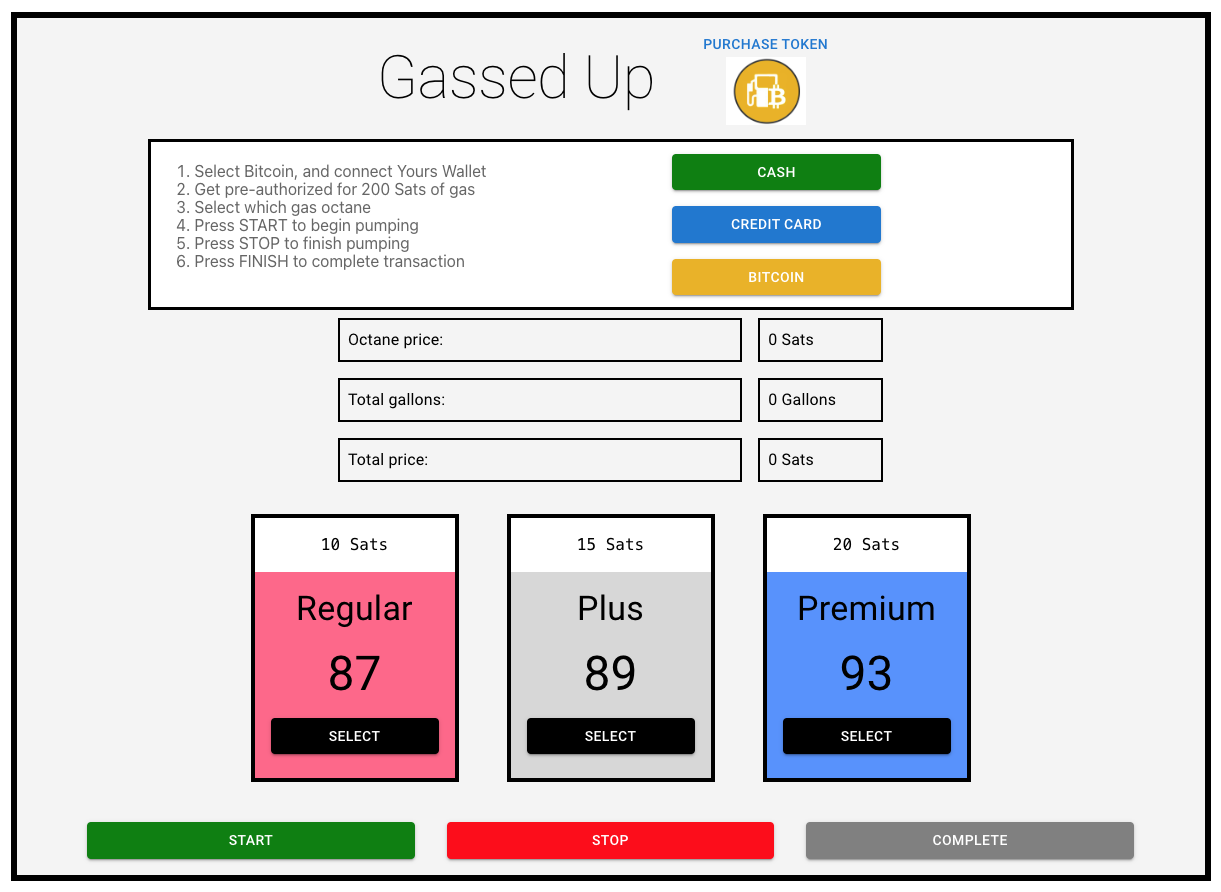 Gassed Up
PURCHASE TOKEN
1. Select Bitcoin, and connect Yours Wallet
2. Get pre-authorized for 200 Sats of gas
3. Select which gas octane
4. Press START to begin pumping
5. Press STOP to finish pumping
6. Press FINISH to complete transaction
CASH
CREDIT CARD
BITCOIN
Octane price: 0 Sats
Total gallons: 0 Gallons
Total price: 0 Sats
10 Sats
Regular
87
SELECT
15 Sats
Plus
89
SELECT
20 Sats
Premium
93
SELECT
START
STOP
COMPLETE